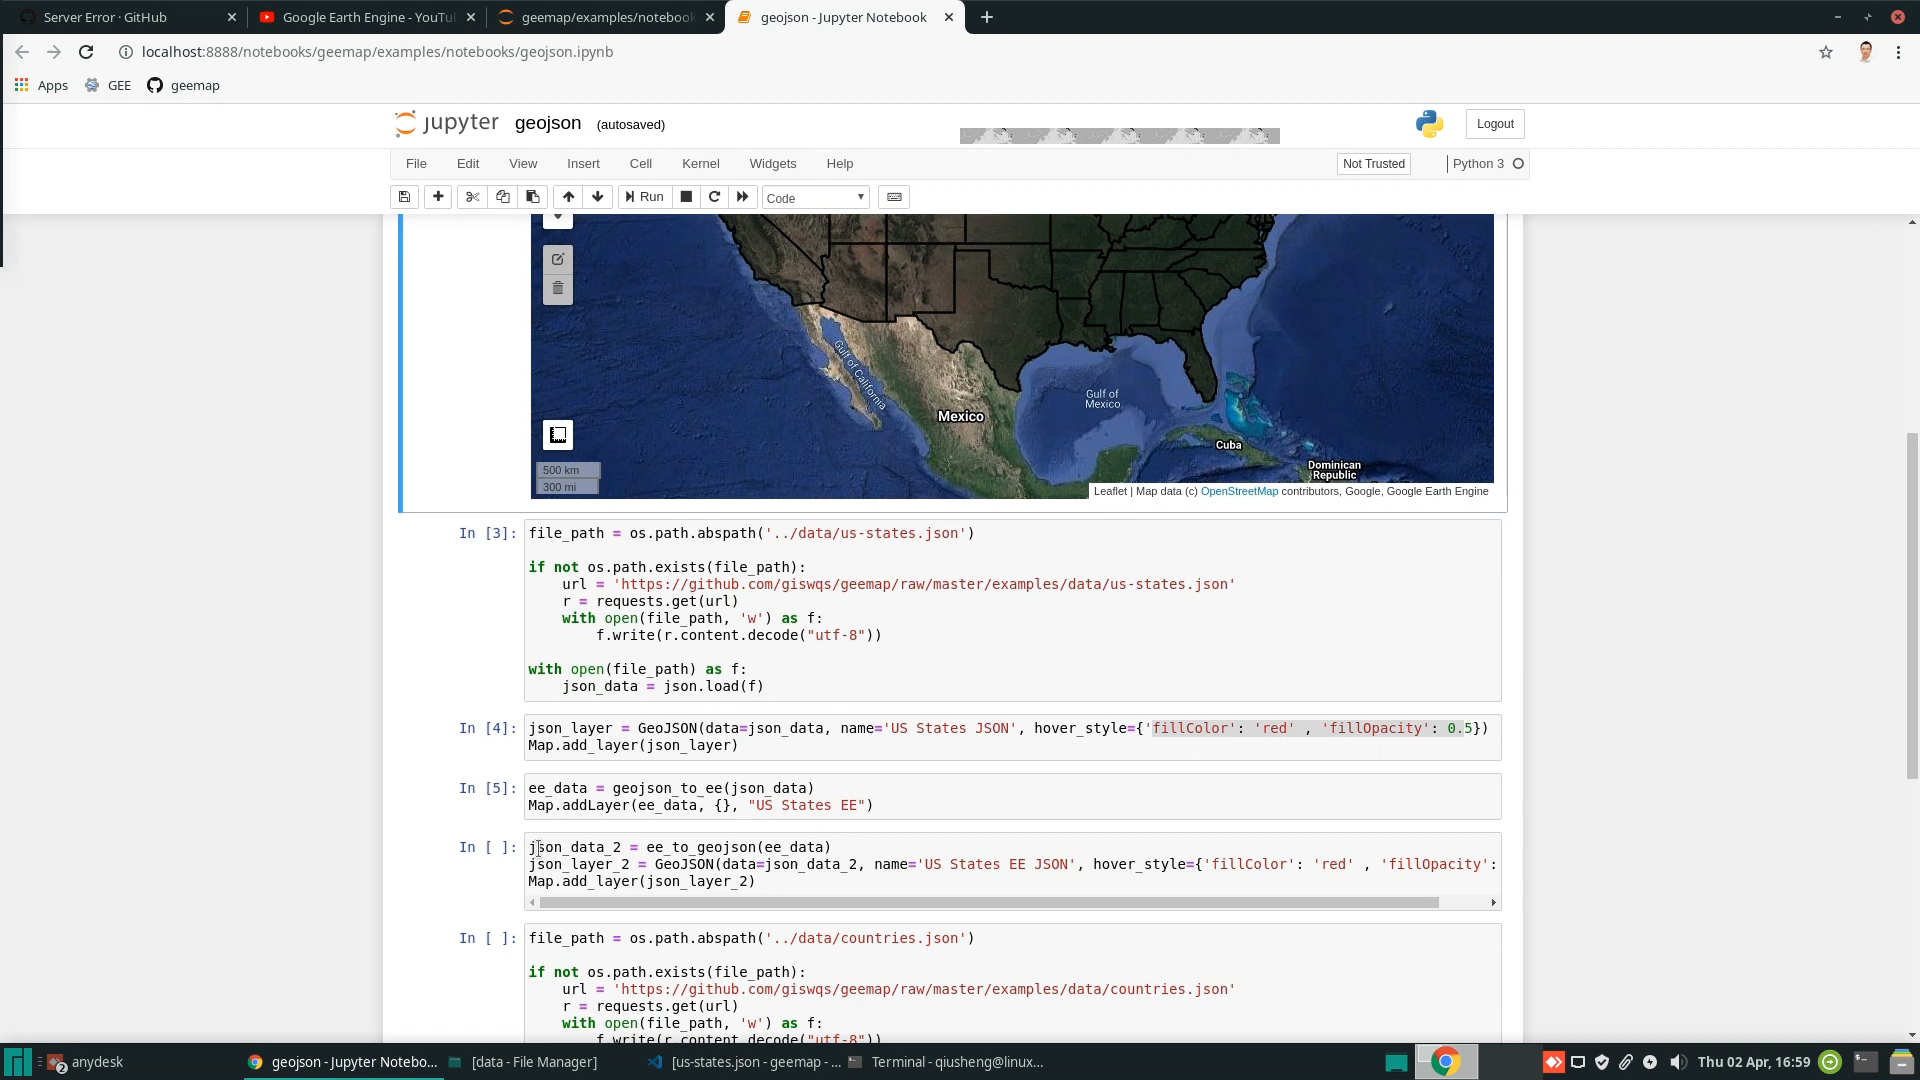 Server Error · GitHub
Google Earth Engine - YouTu
geemap/examples/notebook
geojson - Jupyter Notebook
localhost:8888/notebooks/geemap/examples/notebooks/geojson.ipynb
Apps
GEE
geemap
jupyter
geojson
(autosaved)
Logout
File
Edit
View
Insert
Cell
Kernel
Widgets
Help
Not Trusted
Python 3
Run
Code
Gulf of California
Mexico
Gulf of
Mexico
Cuba
Dominican
Republic
500 km
300 mi
Leaflet | Map data (c) OpenStreetMap contributors, Google, Google Earth Engine
In [3]:
file_path = os.path.abspath('../data/us-states.json')
if not os.path.exists(file_path):
url = 'https://github.com/giswqs/geemap/raw/master/examples/data/us-states.json'
r = requests.get(url)
with open(file_path, 'w') as f:
f.write(r.content.decode("utf-8"))
with open(file_path) as f:
json_data = json.load(f)
In [4]:
json_layer = GeoJSON(data=json_data, name='US States JSON', hover_style={'fillColor': 'red' , 'fillOpacity': 0.5})
Map.add_layer(json_layer)
In [5]:
ee_data = geojson_to_ee(json_data)
Map.addLayer(ee_data, {}, "US States EE")
In [ ]:
json_data_2 = ee_to_geojson(ee_data)
json_layer_2 = GeoJSON(data=json_data_2, name='US States EE JSON', hover_style={'fillColor': 'red' , 'fillOpacity':
Map.add_layer(json_layer_2)
In [ ]:
file_path = os.path.abspath('../data/countries.json')
if not os.path.exists(file_path):
url = 'https://github.com/giswqs/geemap/raw/master/examples/data/countries.json'
r = requests.get(url)
with open(file_path, 'w') as f:
f.write(r.content.decode("utf-8"))
2
anydesk
geojson - Jupyter Notebo...
[data - File Manager]
[us-states.json - geemap - ...
Terminal - qiusheng@linux...
Thu 02 Apr, 16:59